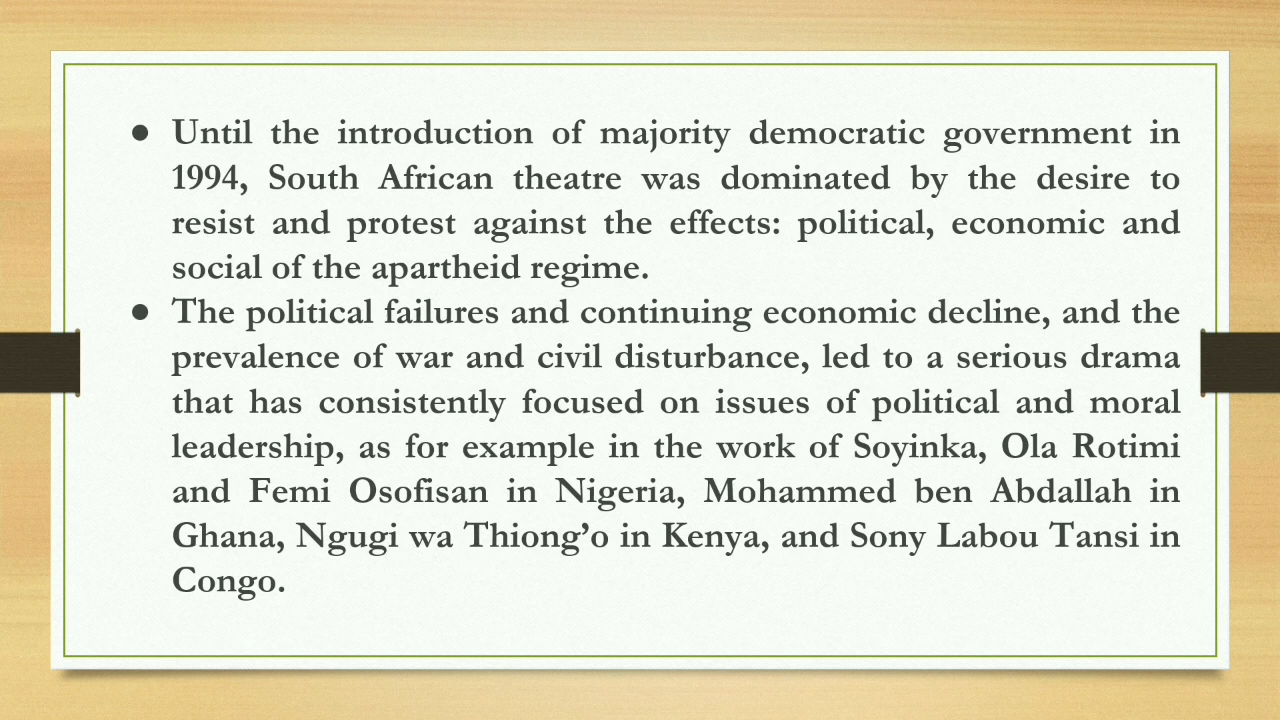 ● Until the introduction of majority democratic government in
1994, South African theatre was dominated by the desire to
resist and protest against the effects: political, economic and
social of the apartheid regime.
● The political failures and continuing economic decline, and the
prevalence of war and civil disturbance, led to a serious drama
that has consistently focused on issues of political and moral
leadership, as for example in the work of Soyinka, Ola Rotimi
and Femi Osofisan in Nigeria, Mohammed ben Abdallah in
Ghana, Ngugi wa Thiong’o in Kenya, and Sony Labou Tansi in
Congo.